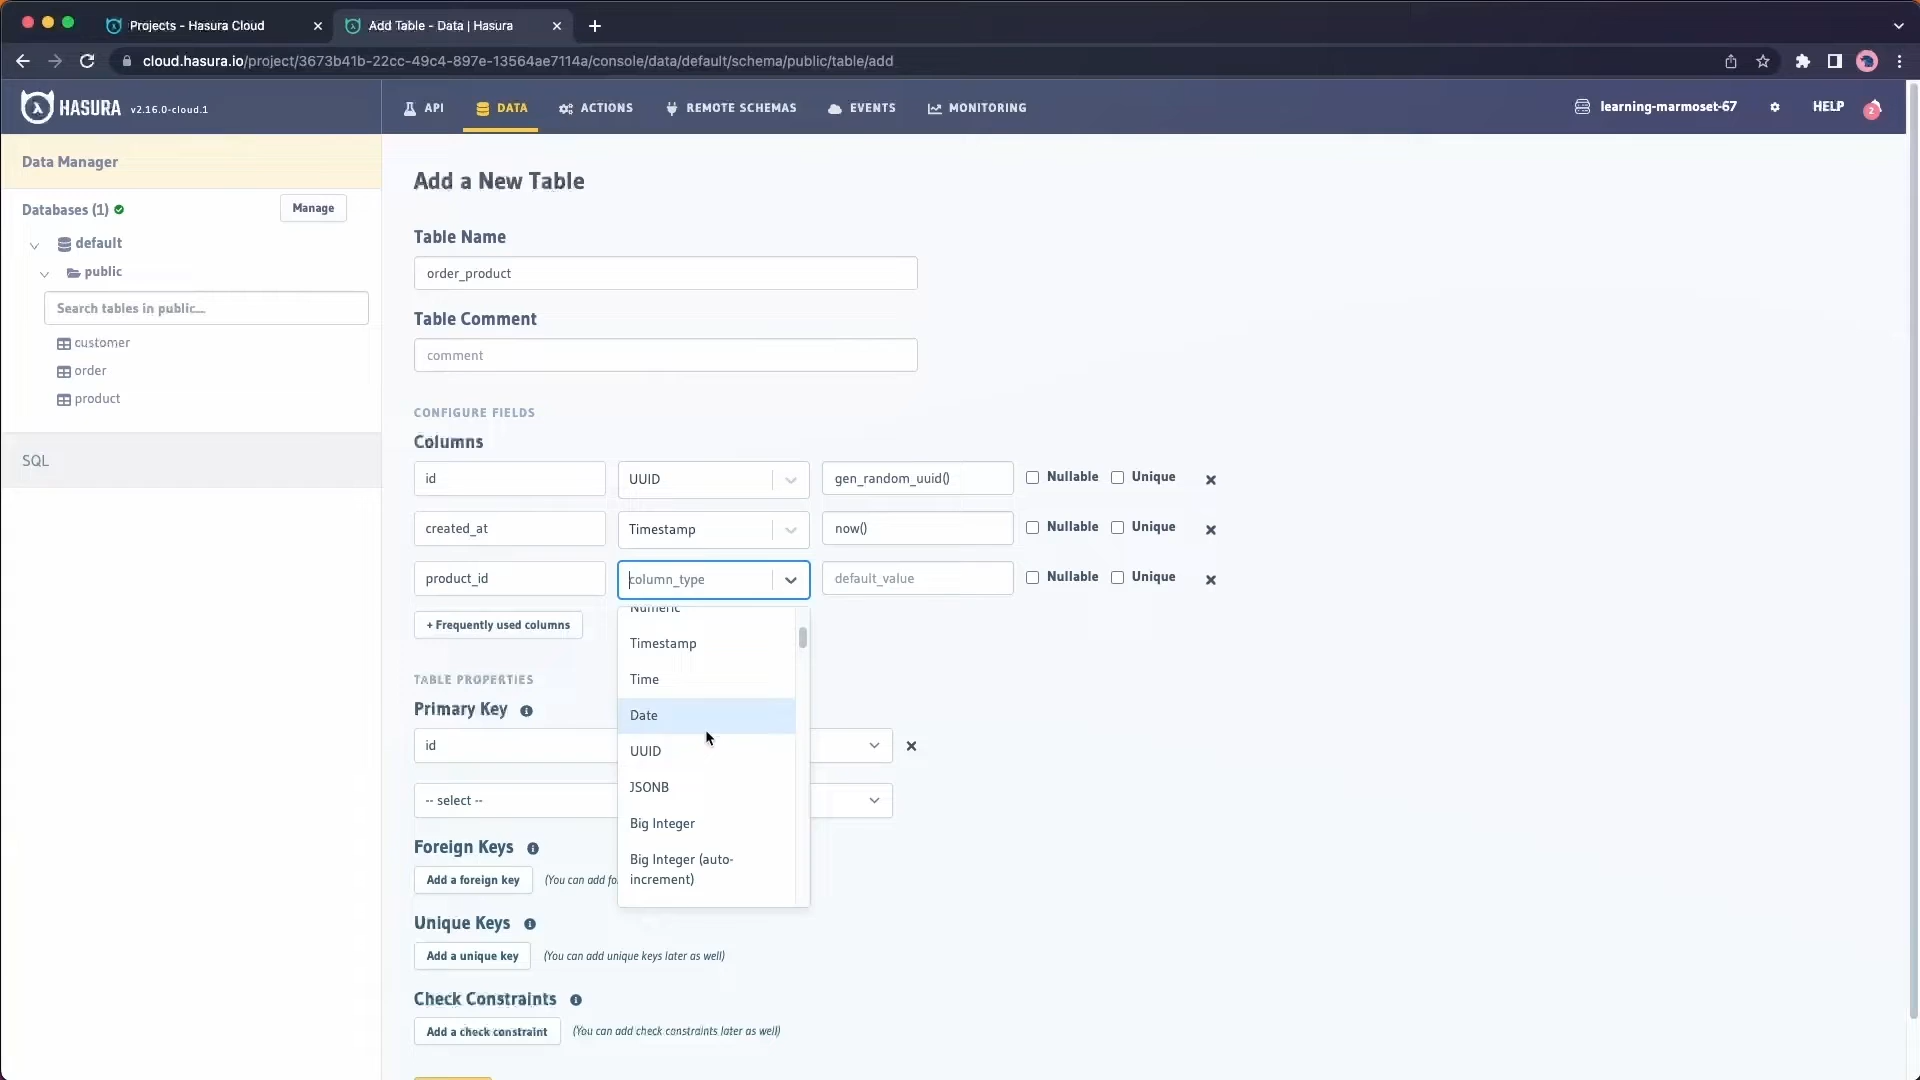 Projects - Hasura Cloud
Add Table - Data | Hasura
cloud.hasura.io/project/3673b41b-22cc-49c4-897e-13564ae7114a/console/data/default/schema/public/table/add
HASURA v2.16.0-cloud.1
API
DATA
ACTIONS
REMOTE SCHEMAS
EVENTS
MONITORING
learning-marmoset-67
HELP
2
Data Manager
Databases (1)
Manage
default
public
Search tables in public...
customer
order
product
SQL
Add a New Table
Table Name
order_product
Table Comment
comment
CONFIGURE FIELDS
Columns
id UUID gen_random_uuid() Nullable Unique
created_at Timestamp now() Nullable Unique
product_id column_type default_value Nullable Unique
+ Frequently used columns
Numeric
Timestamp
Time
Date
UUID
JSONB
Big Integer
Big Integer (auto-
increment)
TABLE PROPERTIES
Primary Key
id
-- select --
Foreign Keys
Add a foreign key (You can add fo
Unique Keys
Add a unique key (You can add unique keys later as well)
Check Constraints
Add a check constraint (You can add check constraints later as well)